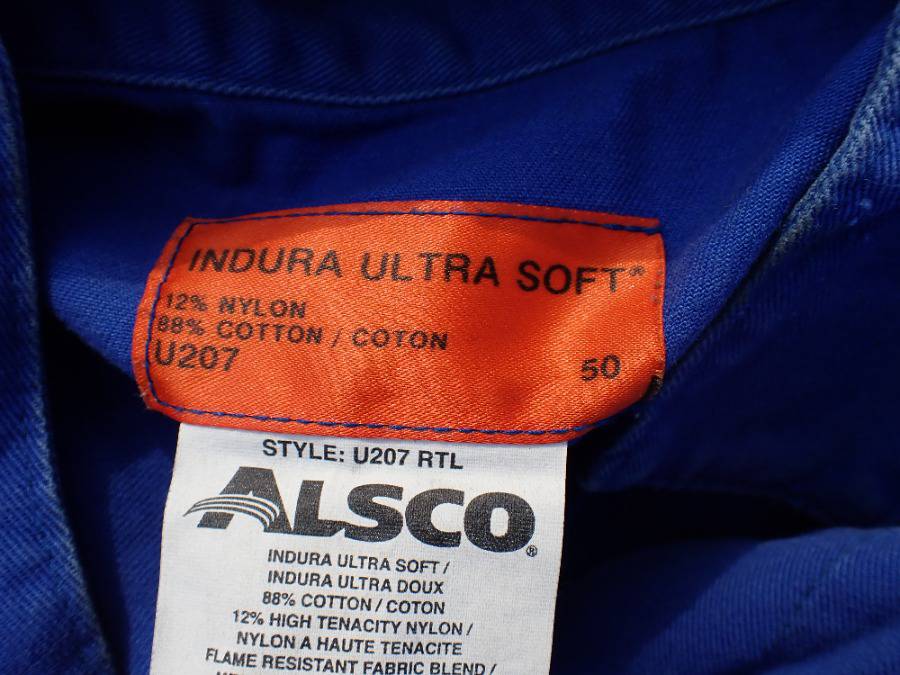 INDURA ULTRA SOFT®
12% NYLON
88% COTTON / COTON
U207
50
STYLE: U207 RTL
ALSCO®
INDURA ULTRA SOFT /
INDURA ULTRA DOUX
88% COTTON / COTON
12% HIGH TENACITY NYLON /
NYLON A HAUTE TENACITE
FLAME RESISTANT FABRIC BLEND /